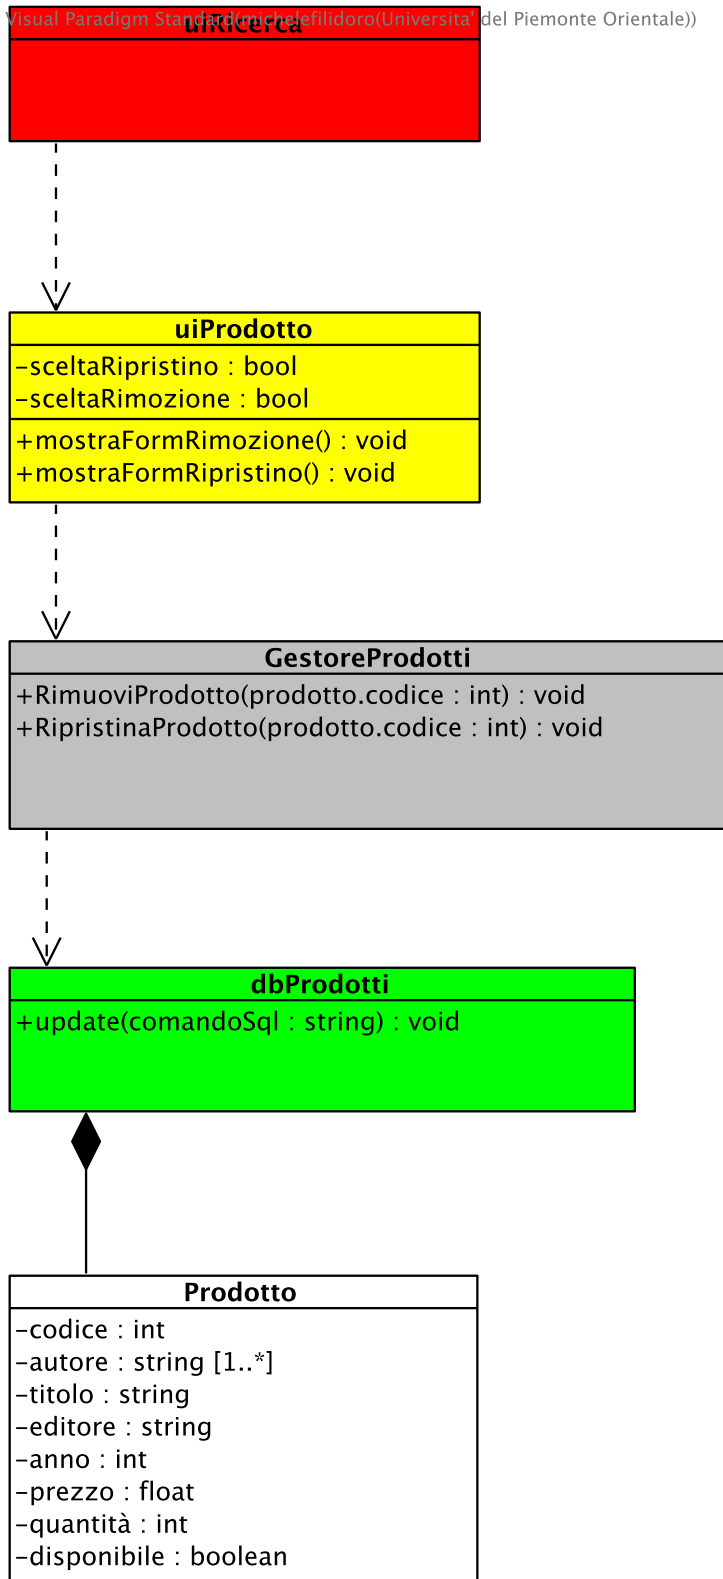 Visual Paradigm Standard(michelefilidoro(Universita' del Piemonte Orientale))
uiRicerca
uiProdotto
-sceltaRipristino : bool
-sceltaRimozione : bool
+mostraFormRimozione() : void
+mostraFormRipristino() : void
GestoreProdotti
+RimuoviProdotto(prodotto.codice : int) : void
+RipristinaProdotto(prodotto.codice : int) : void
dbProdotti
+update(comandoSql : string) : void
Prodotto
-codice : int
-autore : string [1..*]
-titolo : string
-editore : string
-anno : int
-prezzo : float
-quantità : int
-disponibile : boolean